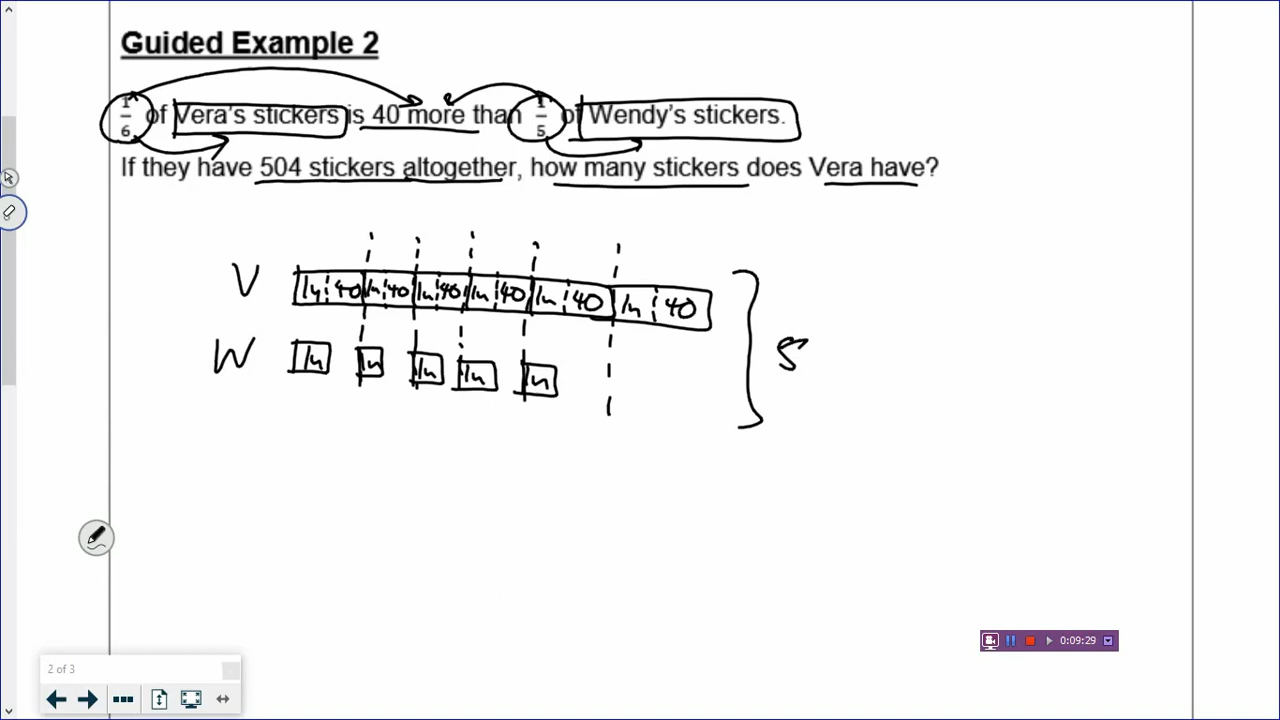 Guided Example 2
1/6 of Vera's stickers is 40 more than 1/5 of Wendy's stickers.
If they have 504 stickers altogether, how many stickers does Vera have?
V 1u 40 1u 40 1u 40 1u 40 1u 40 1u 40
W 1u 1u 1u 1u 1u
5
0:09:29
2 of 3